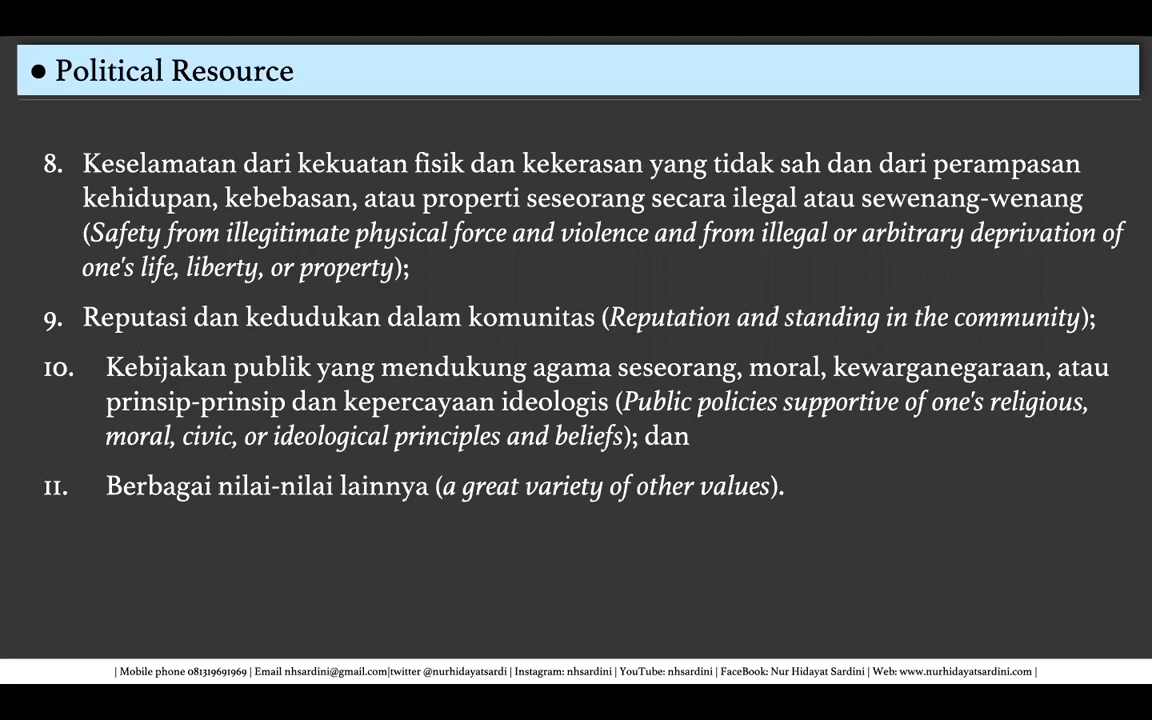 ● Political Resource
8. Keselamatan dari kekuatan fisik dan kekerasan yang tidak sah dan dari perampasan
kehidupan, kebebasan, atau properti seseorang secara ilegal atau sewenang-wenang
(Safety from illegitimate physical force and violence and from illegal or arbitrary deprivation of
one's life, liberty, or property);
9. Reputasi dan kedudukan dalam komunitas (Reputation and standing in the community);
10. Kebijakan publik yang mendukung agama seseorang, moral, kewarganegaraan, atau
prinsip-prinsip dan kepercayaan ideologis (Public policies supportive of one's religious,
moral, civic, or ideological principles and beliefs); dan
11. Berbagai nilai-nilai lainnya (a great variety of other values).
| Mobile phone 081319691969 | Email nhsardini@gmail.com|twitter @nurhidayatsardi | Instagram: nhsardini | YouTube: nhsardini | FaceBook: Nur Hidayat Sardini | Web: www.nurhidayatsardini.com |